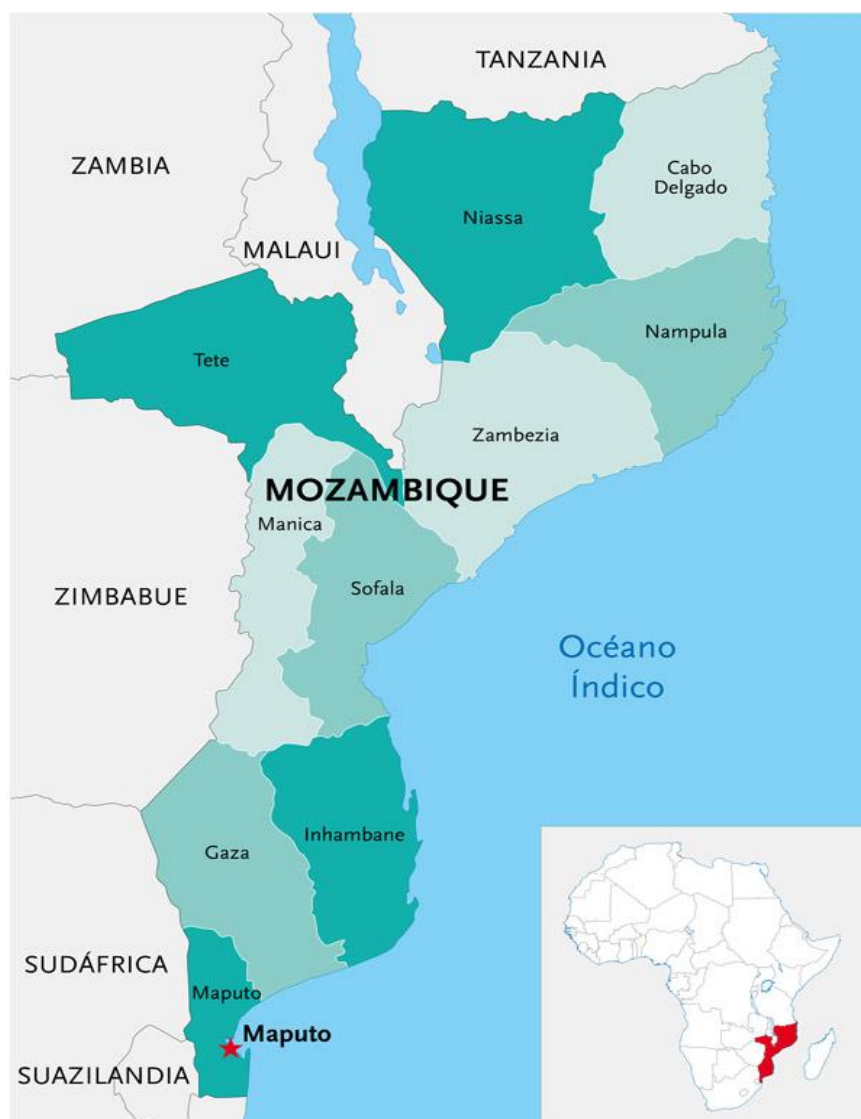 TANZANIA
ZAMBIA
Cabo
Delgado
Niassa
MALAUI
Nampula
Tete
Zambezia
MOZAMBIQUE
Manica
Sofala
ZIMBABUE
Océano
Índico
Inhambane
Gaza
SUDÁFRICA
Maputo
Maputo
SUAZILANDIA